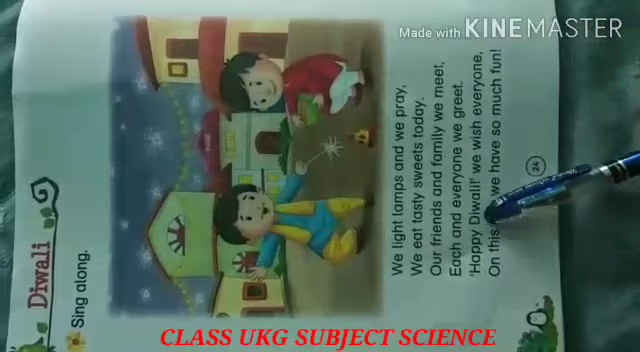 Made with KINEMASTER
Diwali
Sing along.
We light lamps and we pray,
We eat tasty sweets today.
Our friends and family we meet,
Each and everyone we greet.
'Happy Diwali!' we wish everyone,
On this we have so much fun!
24
CLASS UKG SUBJECT SCIENCE